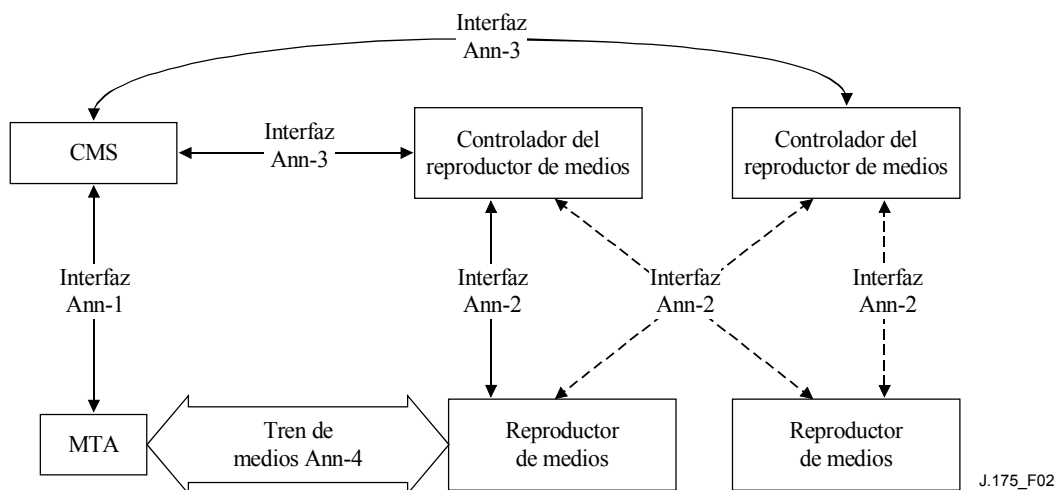 Interfaz
Ann-3
CMS
Interfaz
Ann-3
Controlador del
reproductor de medios
Controlador del
reproductor de medios
Interfaz
Ann-1
Interfaz
Ann-2
Interfaz
Ann-2
Interfaz
Ann-2
MTA
Tren de
medios Ann-4
Reproductor
de medios
Reproductor
de medios
J.175_F02